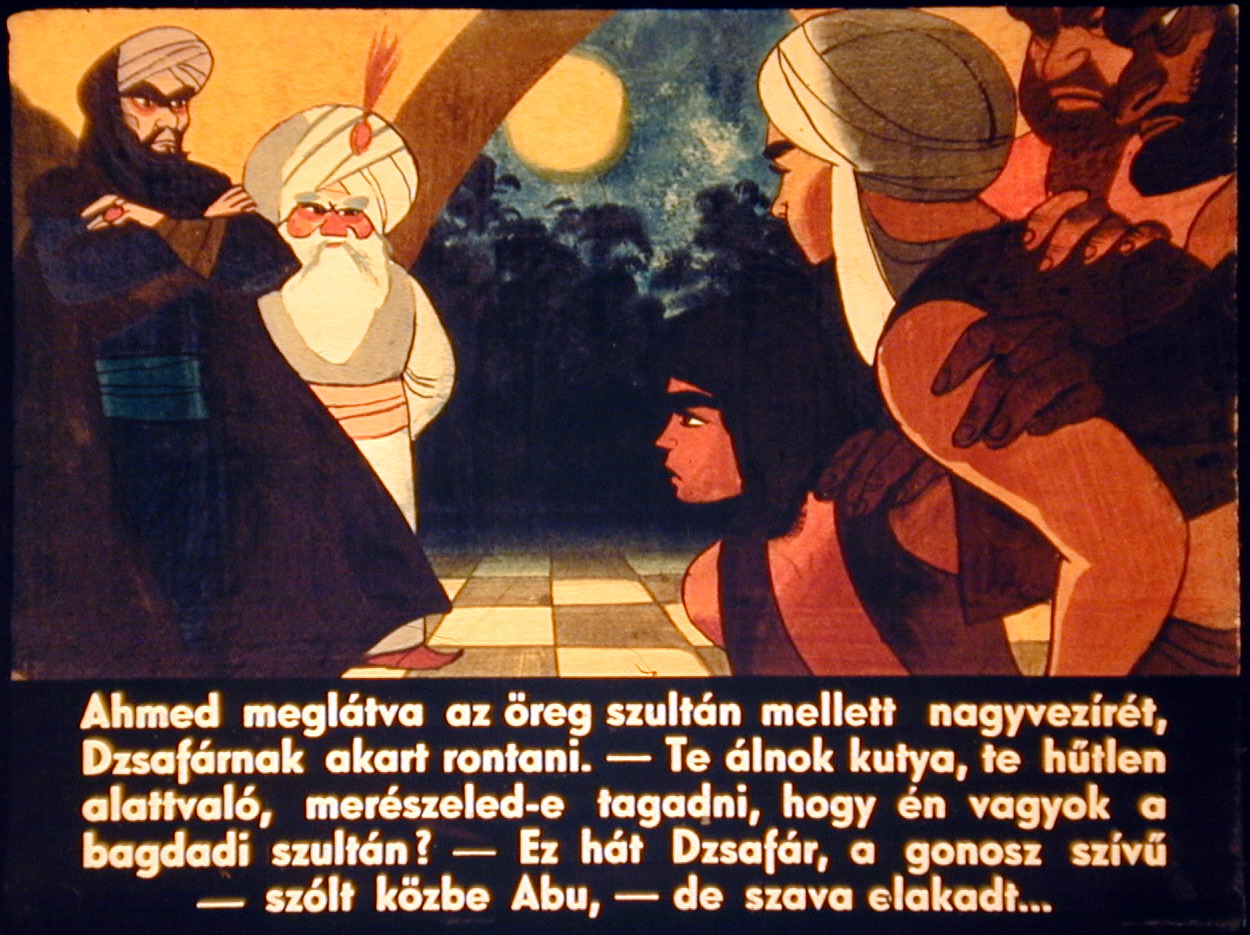 Ahmed meglátva az öreg szultán mellett nagyvezírét,
Dzsafárnak akart rontani. — Te álnok kutya, te hűtlen
alattvaló, merészeled-e tagadni, hogy én vagyok a
bagdadi szultán? — Ez hát Dzsafár, a gonosz szívű
— szólt közbe Abu, — de szava elakadt...